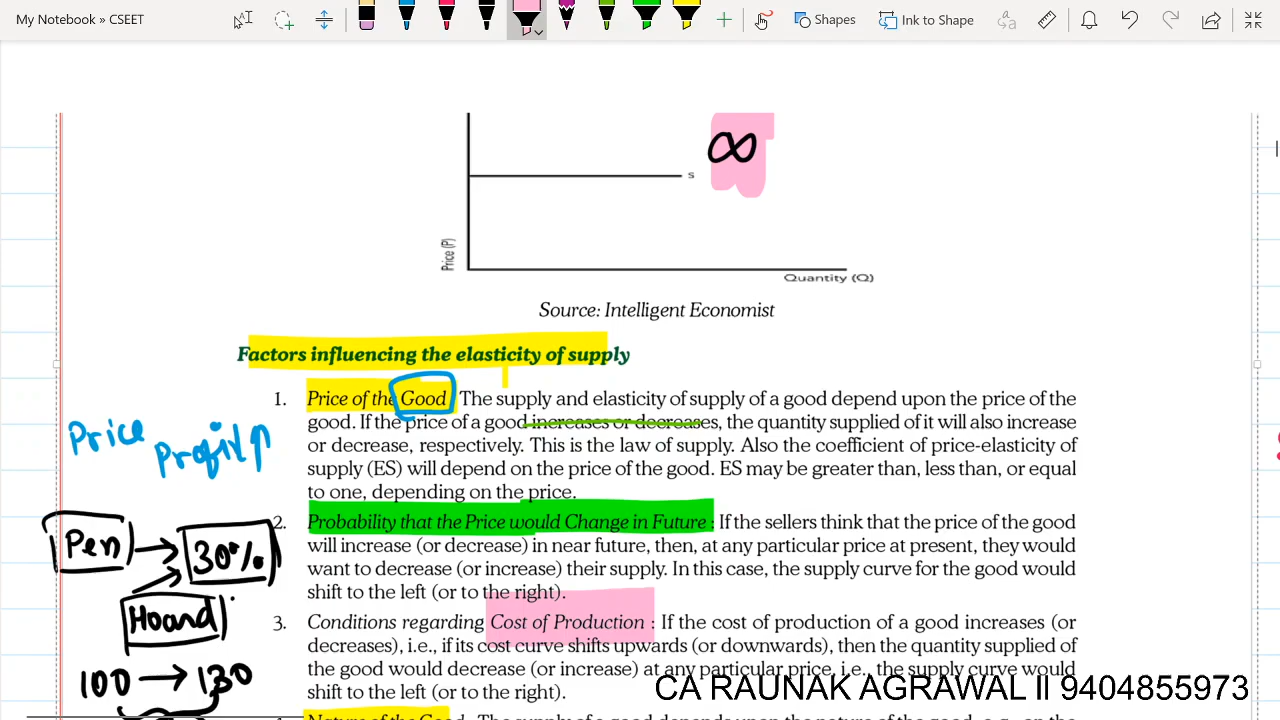 My Notebook » CSEET
Shapes
Ink to Shape
∞
s
Price (P)
Quantity (Q)
Source: Intelligent Economist
Factors influencing the elasticity of supply
1. Price of the Good The supply and elasticity of supply of a good depend upon the price of the
good. If the price of a good increases or decreases, the quantity supplied of it will also increase
or decrease, respectively. This is the law of supply. Also the coefficient of price-elasticity of
supply (ES) will depend on the price of the good. ES may be greater than, less than, or equal
to one, depending on the price.
Price Profit ↑
2. Probability that the Price would Change in Future : If the sellers think that the price of the good
will increase (or decrease) in near future, then, at any particular price at present, they would
want to decrease (or increase) their supply. In this case, the supply curve for the good would
shift to the left (or to the right).
Pen → 30%
Hoard
100 → 130
3. Conditions regarding Cost of Production : If the cost of production of a good increases (or
decreases), i.e., if its cost curve shifts upwards (or downwards), then the quantity supplied of
the good would decrease (or increase) at any particular price, i.e., the supply curve would
shift to the left (or to the right).
CA RAUNAK AGRAWAL II 9404855973